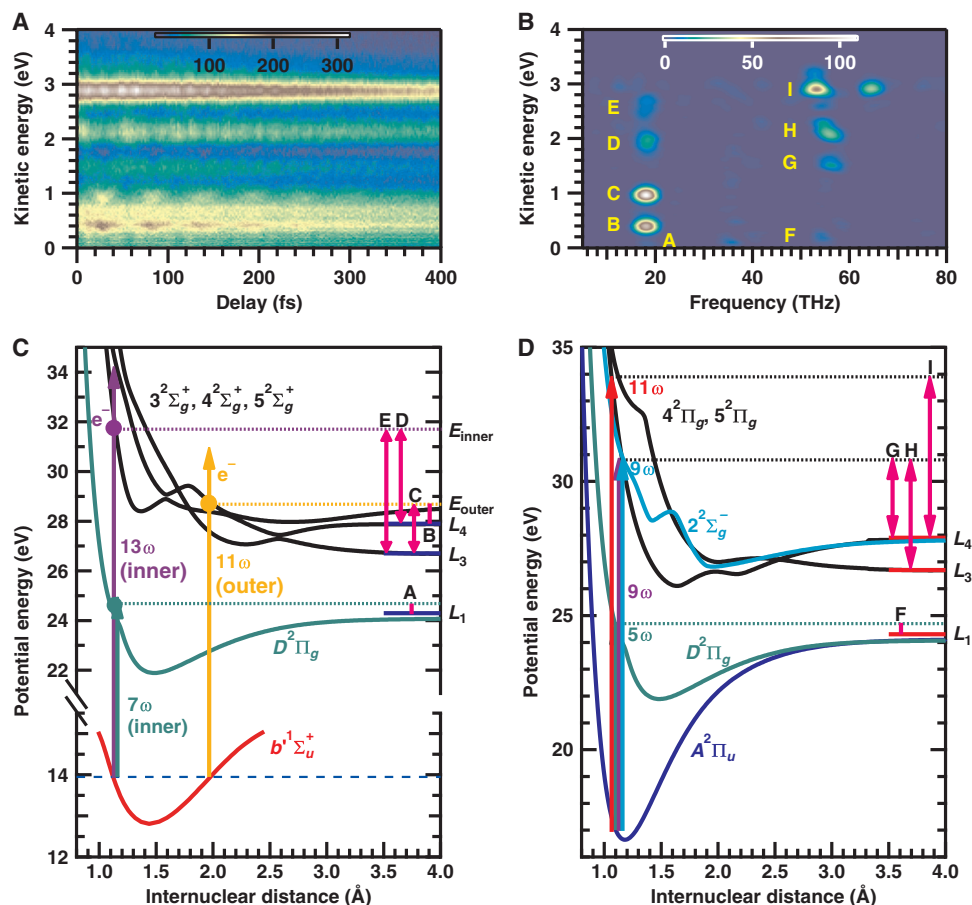 A
4
3
2
1
0
Kinetic energy (eV)
100
200
300
0
100
200
300
400
Delay (fs)
B
4
3
2
1
0
Kinetic energy (eV)
0
50
100
E
D
C
B
A
I
H
G
F
20
40
60
80
Frequency (THz)
C
34
32
30
28
26
24
22
14
12
Potential energy (eV)
3²Σg⁺, 4²Σg⁺, 5²Σg⁺
e⁻
e⁻
E
D
C
B
A
E_inner
E_outer
L₄
L₃
L₁
13ω
(inner)
11ω
(outer)
D²Πg
7ω
(inner)
b'¹Σu⁺
1.0
1.5
2.0
2.5
3.0
3.5
4.0
Internuclear distance (Å)
D
35
30
25
20
Potential energy (eV)
11ω
4²Πg, 5²Πg
I
9ω
G
H
2²Σg⁻
L₄
L₃
9ω
F
L₁
5ω
D²Πg
A²Πu
1.0
1.5
2.0
2.5
3.0
3.5
4.0
Internuclear distance (Å)